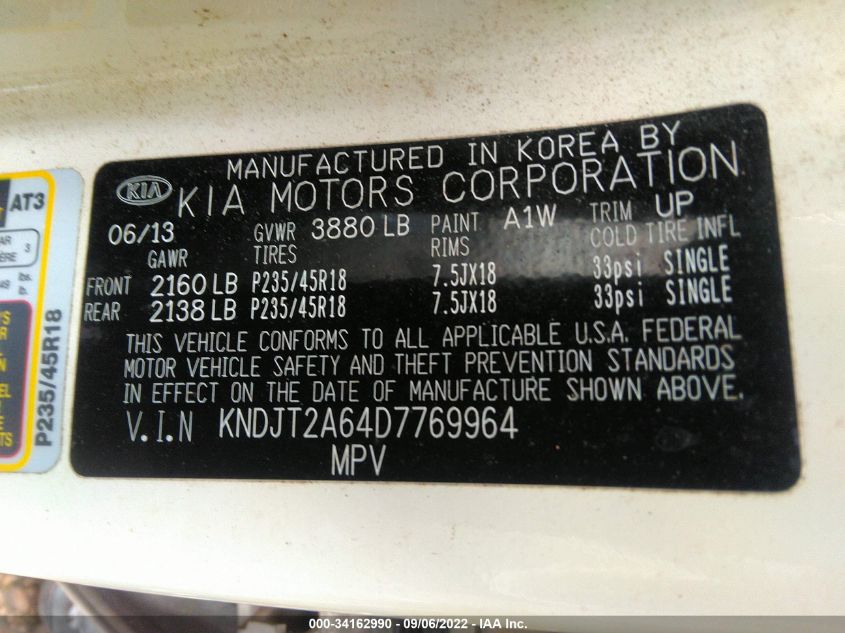 MANUFACTURED IN KOREA BY
KIA KIA MOTORS CORPORATION
06/13 GVWR 3880 LB PAINT A1W TRIM UP
GAWR TIRES RIMS COLD TIRE INFL
FRONT 2160 LB P235/45R18 7.5JX18 33psi SINGLE
REAR 2138 LB P235/45R18 7.5JX18 33psi SINGLE
THIS VEHICLE CONFORMS TO ALL APPLICABLE U.S.A. FEDERAL
MOTOR VEHICLE SAFETY AND THEFT PREVENTION STANDARDS
IN EFFECT ON THE DATE OF MANUFACTURE SHOWN ABOVE.
V.I.N KNDJT2A64D7769964
MPV
AT3
3
lbs.
P235/45R18
000-34162990 - 09/06/2022 - IAA Inc.